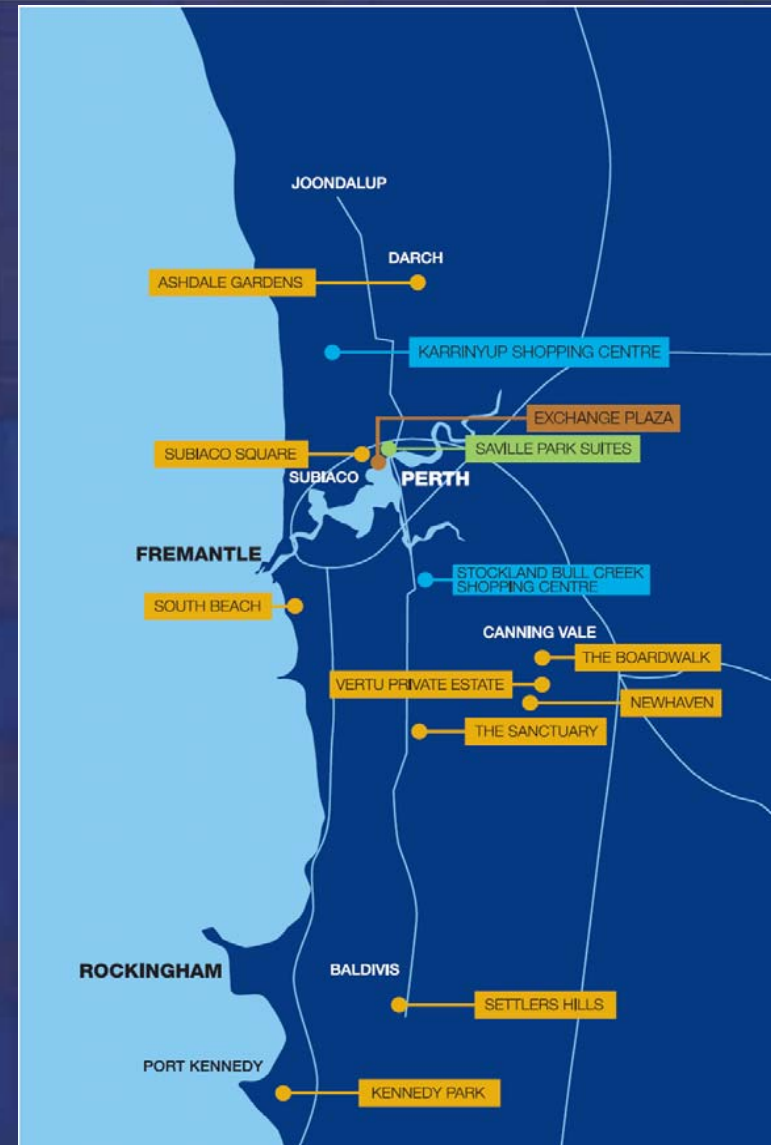 JOONDALUP
DARCH
ASHDALE GARDENS
KARRINYUP SHOPPING CENTRE
EXCHANGE PLAZA
SAVILLE PARK SUITES
SUBIACO SQUARE
SUBIACO
PERTH
FREMANTLE
STOCKLAND BULL CREEK
SHOPPING CENTRE
SOUTH BEACH
CANNING VALE
THE BOARDWALK
VERTU PRIVATE ESTATE
NEWHAVEN
THE SANCTUARY
ROCKINGHAM
BALDIVIS
SETTLERS HILLS
PORT KENNEDY
KENNEDY PARK